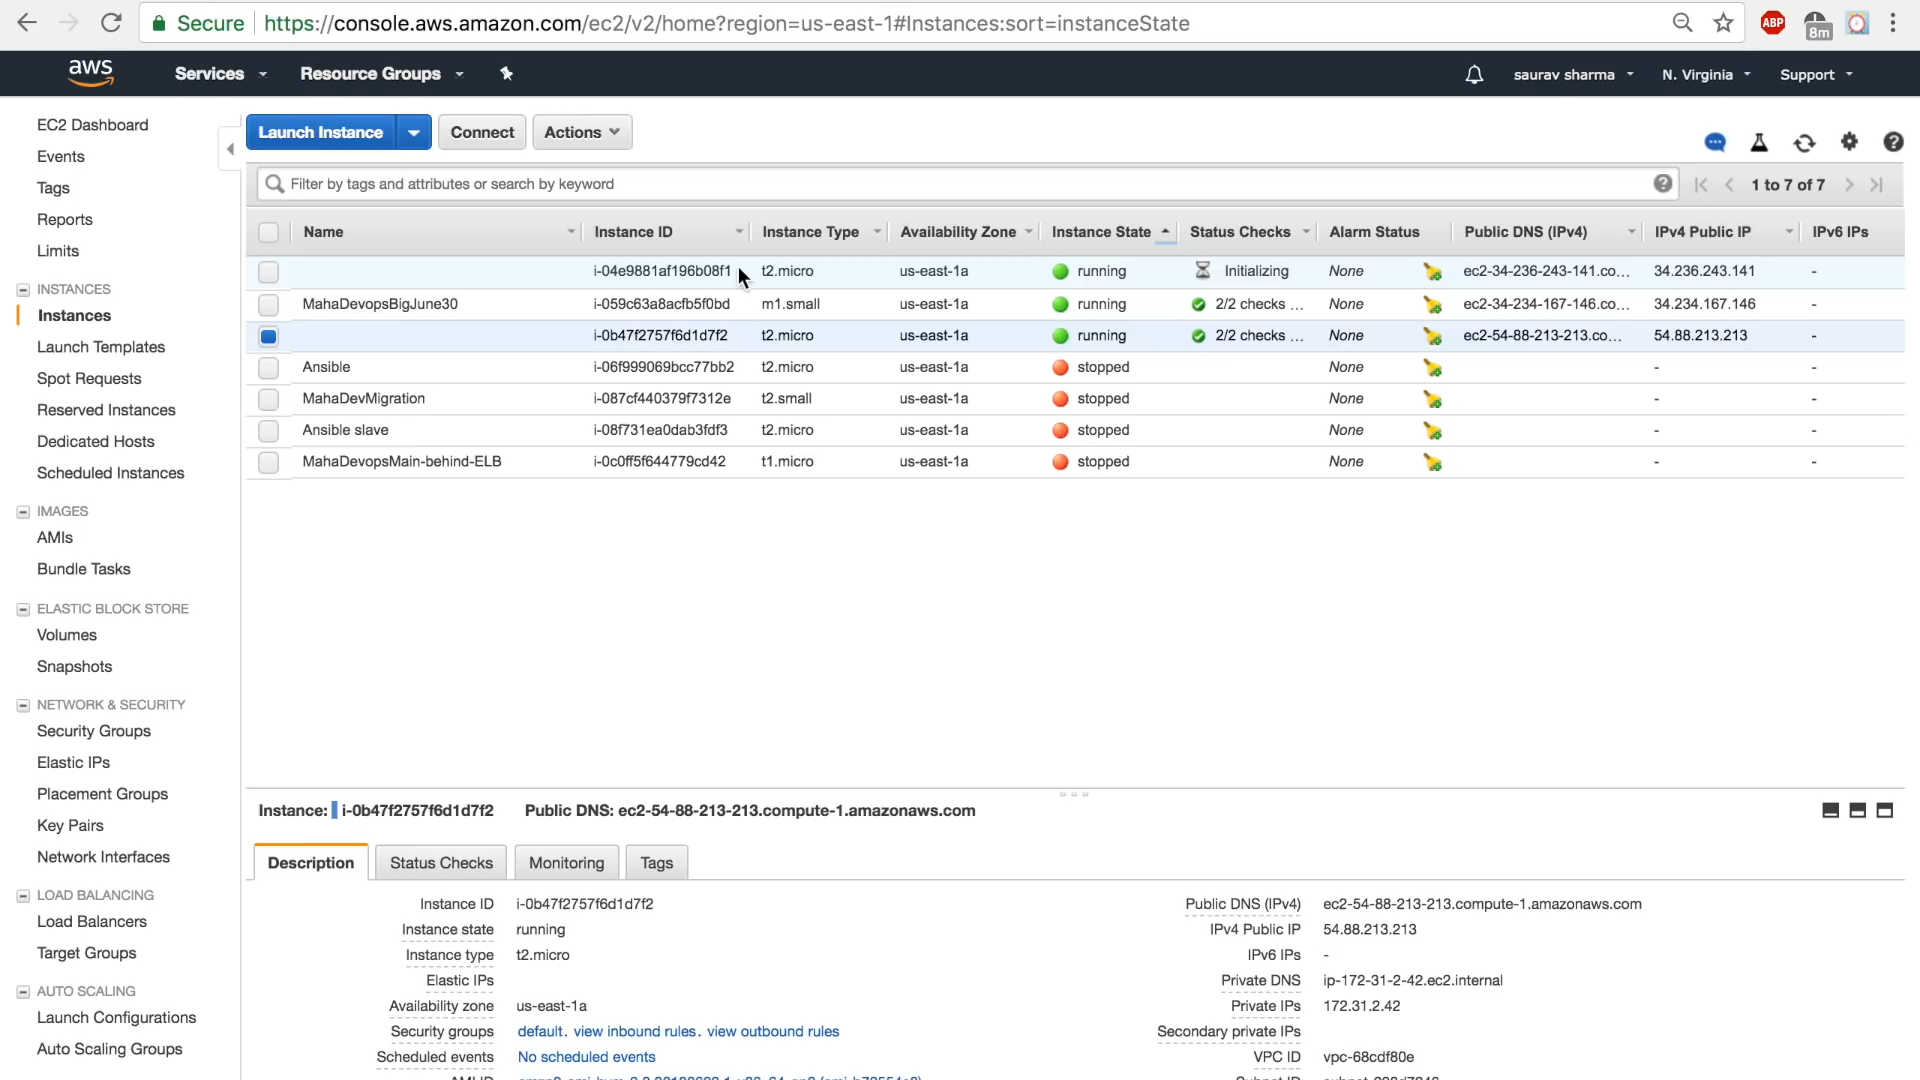 Secure https://console.aws.amazon.com/ec2/v2/home?region=us-east-1#Instances:sort=instanceState
ABP
8m
aws Services Resource Groups saurav sharma N. Virginia Support
EC2 Dashboard
Events
Tags
Reports
Limits
INSTANCES
Instances
Launch Templates
Spot Requests
Reserved Instances
Dedicated Hosts
Scheduled Instances
IMAGES
AMIs
Bundle Tasks
ELASTIC BLOCK STORE
Volumes
Snapshots
NETWORK & SECURITY
Security Groups
Elastic IPs
Placement Groups
Key Pairs
Network Interfaces
LOAD BALANCING
Load Balancers
Target Groups
AUTO SCALING
Launch Configurations
Auto Scaling Groups
Launch Instance Connect Actions
Filter by tags and attributes or search by keyword 1 to 7 of 7
Name Instance ID Instance Type Availability Zone Instance State Status Checks Alarm Status Public DNS (IPv4) IPv4 Public IP IPv6 IPs
i-04e9881af196b08f1 t2.micro us-east-1a running Initializing None ec2-34-236-243-141.co... 34.236.243.141 -
MahaDevopsBigJune30 i-059c63a8acfb5f0bd m1.small us-east-1a running 2/2 checks ... None ec2-34-234-167-146.co... 34.234.167.146 -
i-0b47f2757f6d1d7f2 t2.micro us-east-1a running 2/2 checks ... None ec2-54-88-213-213.co... 54.88.213.213 -
Ansible i-06f999069bcc77bb2 t2.micro us-east-1a stopped None - -
MahaDevMigration i-087cf440379f7312e t2.small us-east-1a stopped None - -
Ansible slave i-08f731ea0dab3fdf3 t2.micro us-east-1a stopped None - -
MahaDevopsMain-behind-ELB i-0c0ff5f644779cd42 t1.micro us-east-1a stopped None - -
Instance: i-0b47f2757f6d1d7f2 Public DNS: ec2-54-88-213-213.compute-1.amazonaws.com
Description Status Checks Monitoring Tags
Instance ID i-0b47f2757f6d1d7f2 Public DNS (IPv4) ec2-54-88-213-213.compute-1.amazonaws.com
Instance state running IPv4 Public IP 54.88.213.213
Instance type t2.micro IPv6 IPs -
Elastic IPs Private DNS ip-172-31-2-42.ec2.internal
Availability zone us-east-1a Private IPs 172.31.2.42
Security groups default. view inbound rules. view outbound rules Secondary private IPs
Scheduled events No scheduled events VPC ID vpc-68cdf80e